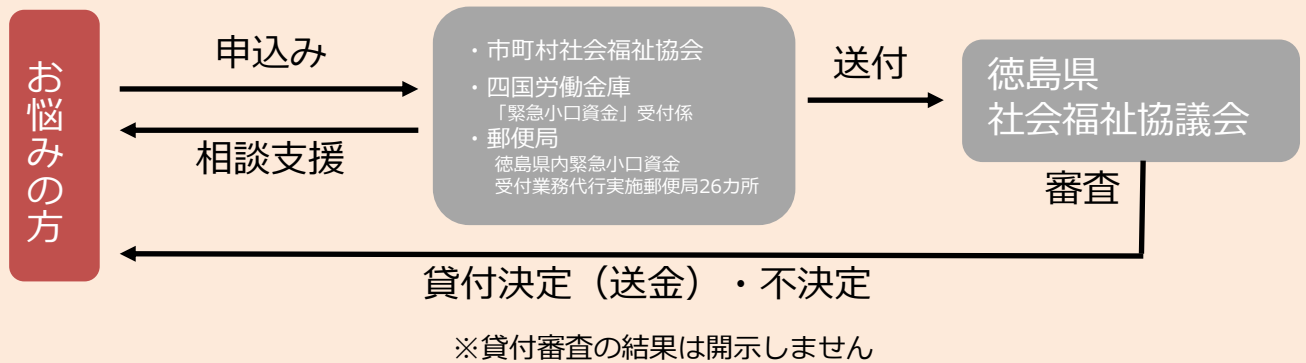 お悩みの方
申込み
相談支援
・市町村社会福祉協会
・四国労働金庫
「緊急小口資金」受付係
・郵便局
徳島県内緊急小口資金
受付業務代行実施郵便局26カ所
送付
徳島県
社会福祉協議会
審査
貸付決定（送金）・不決定
※貸付審査の結果は開示しません